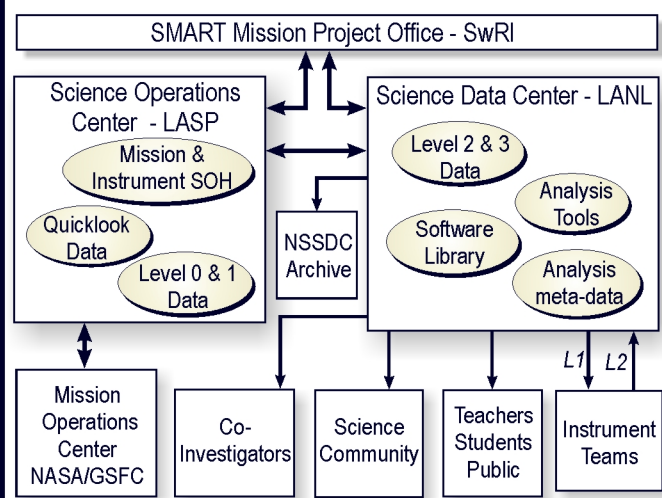 SMART Mission Project Office - SwRI
Science Operations
Center - LASP
Mission &
Instrument SOH
Quicklook
Data
Level 0 & 1
Data
Science Data Center - LANL
Level 2 & 3
Data
Analysis
Tools
Software
Library
Analysis
meta-data
NSSDC
Archive
L1
L2
Mission
Operations
Center
NASA/GSFC
Co-
Investigators
Science
Community
Teachers
Students
Public
Instrument
Teams